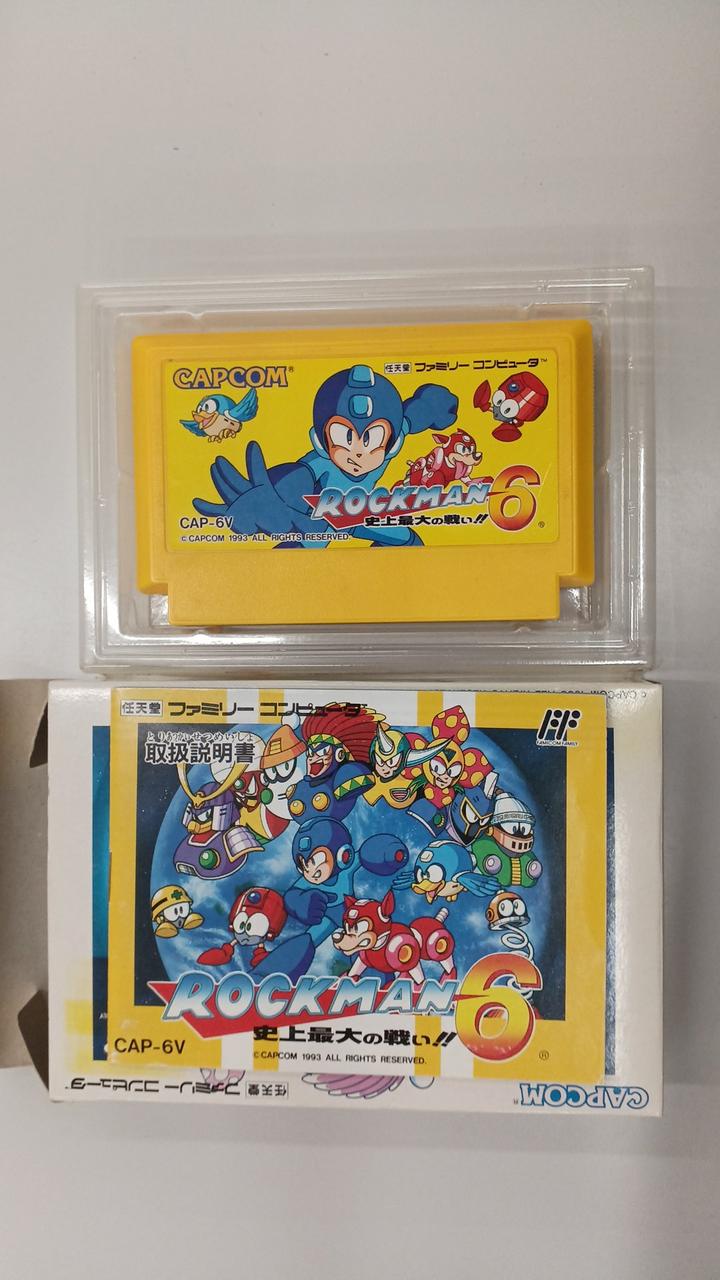 CAPCOM®
任天堂 ファミリー コンピュータ™
ROCKMAN 6
史上最大の戦い!!
®
CAP-6V
© CAPCOM 1993 ALL RIGHTS RESERVED.
任天堂 ファミリー コンピュータ
FAMICOM FAMILY
とりあつかいせつめいしょ
取扱説明書
ROCKMAN 6
史上最大の戦い!!
CAP-6V
© CAPCOM 1993 ALL RIGHTS RESERVED.
®
任天堂 ファミリー コンピュータ™
CAPCOM®